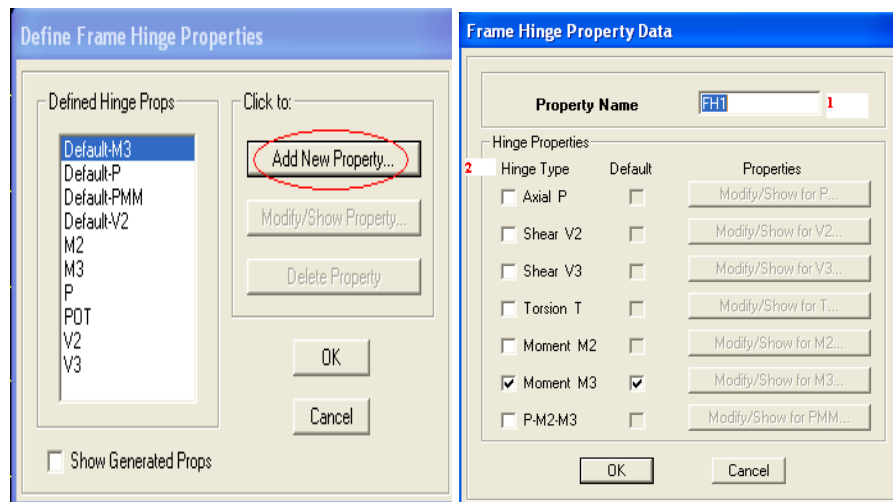 Define Frame Hinge Properties
Defined Hinge Props
Default-M3
Default-P
Default-PMM
Default-V2
M2
M3
P
POT
V2
V3
Click to:
Add New Property...
Modify/Show Property...
Delete Property
OK
Cancel
Show Generated Props
Frame Hinge Property Data
Property Name FH1 1
Hinge Properties
2 Hinge Type Default Properties
Axial P Modify/Show for P...
Shear V2 Modify/Show for V2...
Shear V3 Modify/Show for V3...
Torsion T Modify/Show for T...
Moment M2 Modify/Show for M2...
Moment M3 Modify/Show for M3...
P-M2-M3 Modify/Show for PMM...
OK Cancel